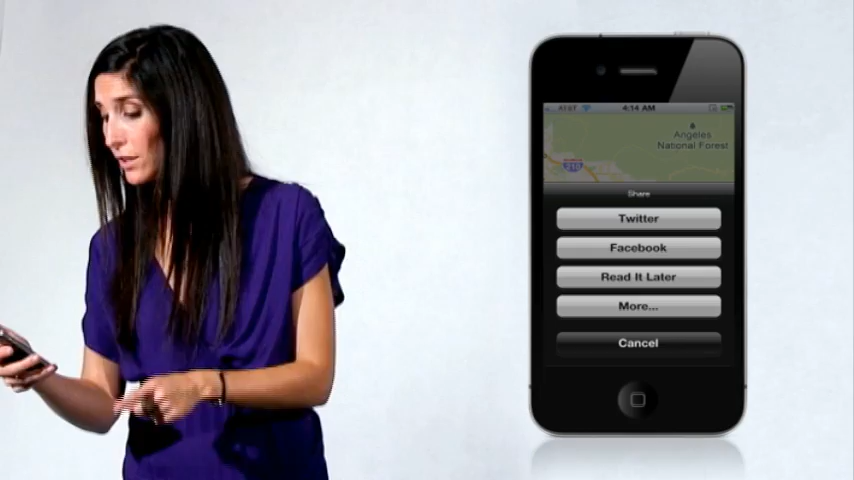 AT&T 4:14 AM
Angeles
National Forest
210
Share
Twitter
Facebook
Read It Later
More...
Cancel